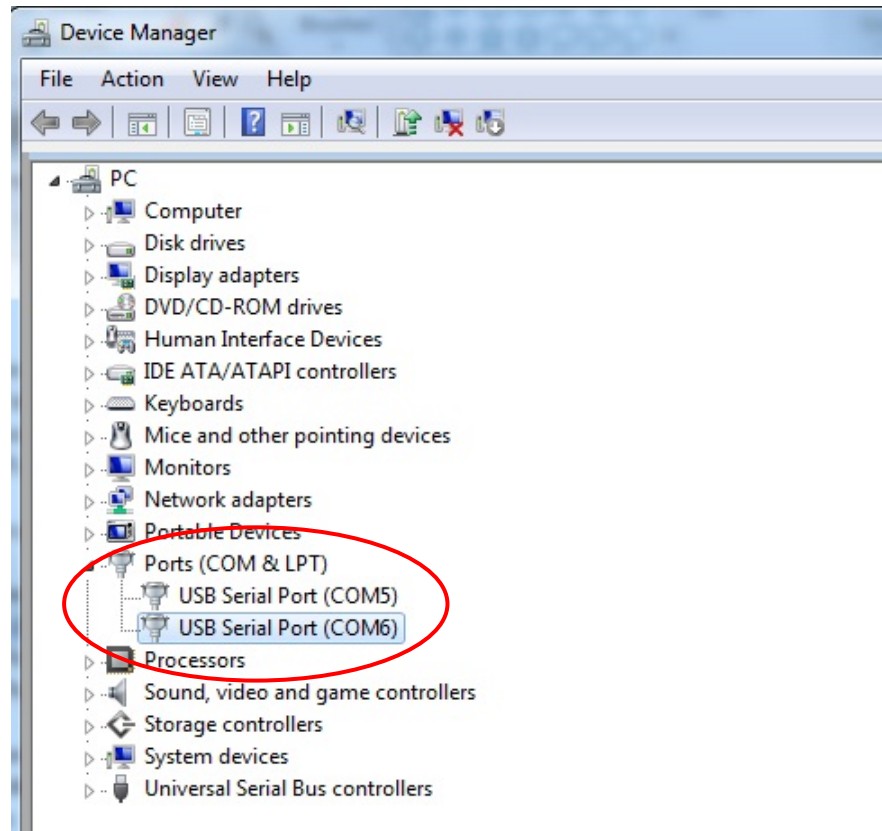 Device Manager
File Action View Help
PC
Computer
Disk drives
Display adapters
DVD/CD-ROM drives
Human Interface Devices
IDE ATA/ATAPI controllers
Keyboards
Mice and other pointing devices
Monitors
Network adapters
Portable Devices
Ports (COM & LPT)
USB Serial Port (COM5)
USB Serial Port (COM6)
Processors
Sound, video and game controllers
Storage controllers
System devices
Universal Serial Bus controllers